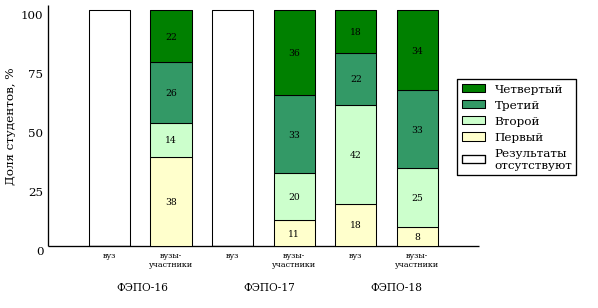 100
75
50
25
0
Доля студентов, %
22
26
14
38
36
33
20
11
18
22
42
18
34
33
25
8
вуз
вузы-
участники
вуз
вузы-
участники
вуз
вузы-
участники
ФЭПО-16
ФЭПО-17
ФЭПО-18
Четвертый
Третий
Второй
Первый
Результаты
отсутствуют